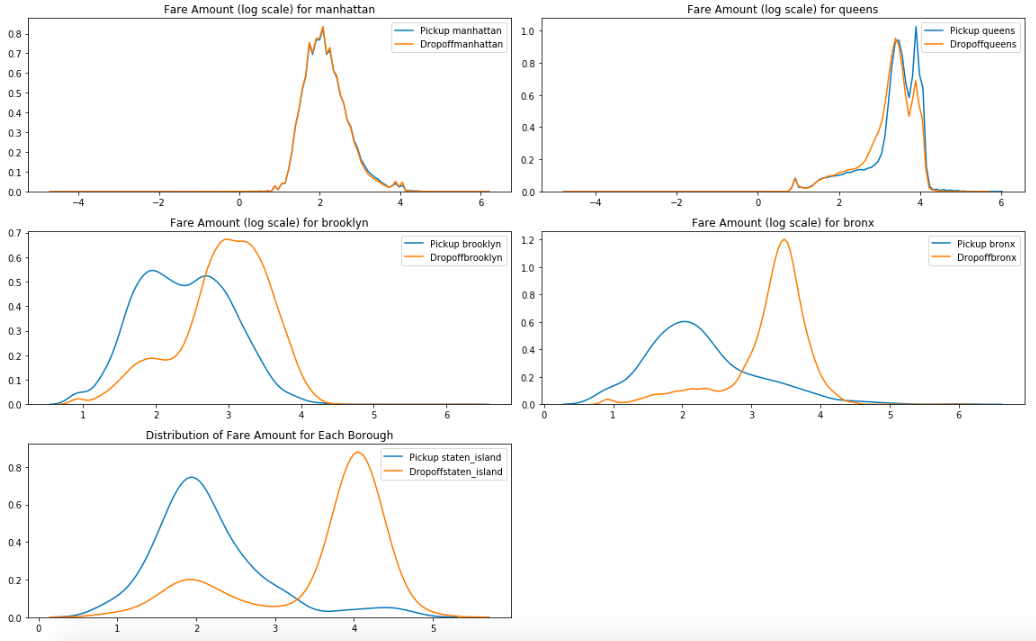 Fare Amount (log scale) for manhattan
Pickup manhattan
Dropoffmanhattan
0.8
0.7
0.6
0.5
0.4
0.3
0.2
0.1
0.0
−4 −2 0 2 4 6
Fare Amount (log scale) for queens
Pickup queens
Dropoffqueens
1.0
0.8
0.6
0.4
0.2
0.0
−4 −2 0 2 4 6
Fare Amount (log scale) for brooklyn
Pickup brooklyn
Dropoffbrooklyn
0.7
0.6
0.5
0.4
0.3
0.2
0.1
0.0
1 2 3 4 5 6
Fare Amount (log scale) for bronx
Pickup bronx
Dropoffbronx
1.2
1.0
0.8
0.6
0.4
0.2
0.0
0 1 2 3 4 5 6
Distribution of Fare Amount for Each Borough
Pickup staten_island
Dropoffstaten_island
0.8
0.6
0.4
0.2
0.0
0 1 2 3 4 5